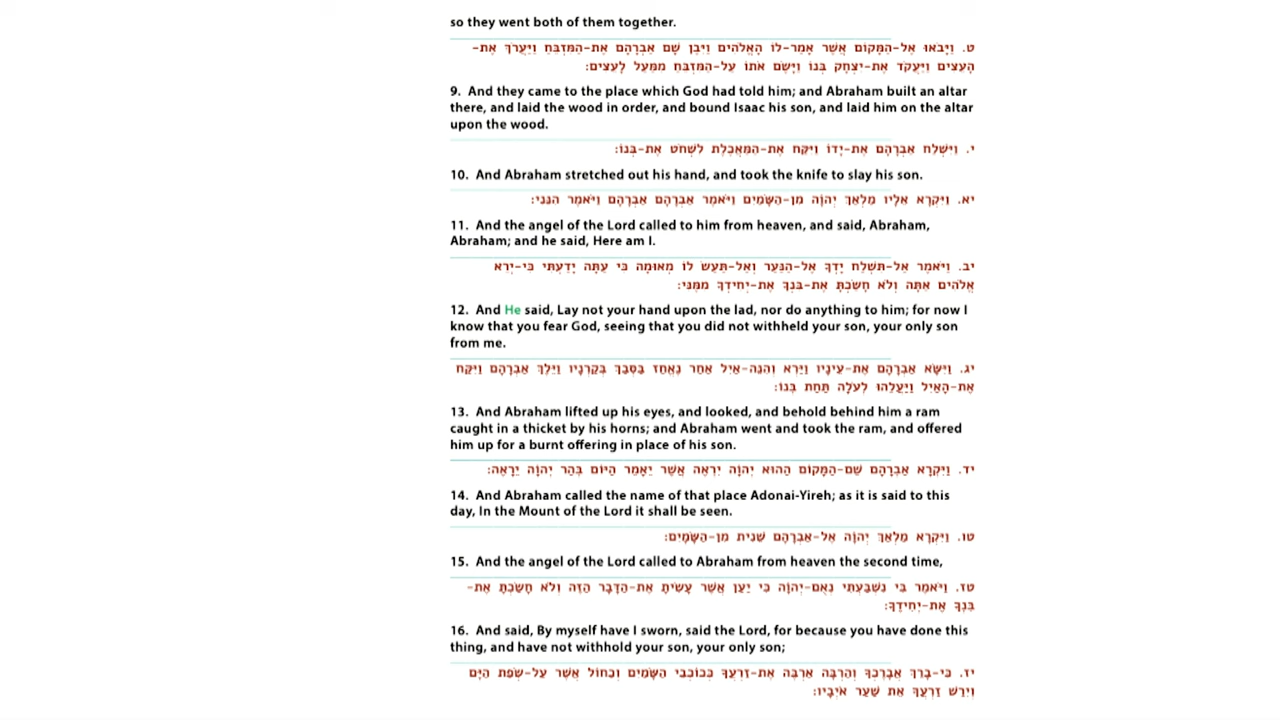 so they went both of them together.
ט. וַיָּבֹאוּ אֶל-הַמָּקוֹם אֲשֶׁר אָמַר-לוֹ הָאֱלֹהִים וַיִּבֶן שָׁם אַבְרָהָם אֶת-הַמִּזְבֵּחַ וַיַּעֲרֹךְ אֶת-
הָעֵצִים וַיַּעֲקֹד אֶת-יִצְחָק בְּנוֹ וַיָּשֶׂם אֹתוֹ עַל-הַמִּזְבֵּחַ מִמַּעַל לָעֵצִים:
9. And they came to the place which God had told him; and Abraham built an altar
there, and laid the wood in order, and bound Isaac his son, and laid him on the altar
upon the wood.
י. וַיִּשְׁלַח אַבְרָהָם אֶת-יָדוֹ וַיִּקַּח אֶת-הַמַּאֲכֶלֶת לִשְׁחֹט אֶת-בְּנוֹ:
10. And Abraham stretched out his hand, and took the knife to slay his son.
יא. וַיִּקְרָא אֵלָיו מַלְאַךְ יְהוָֹה מִן-הַשָּׁמַיִם וַיֹּאמֶר אַבְרָהָם אַבְרָהָם וַיֹּאמֶר הִנֵּנִי:
11. And the angel of the Lord called to him from heaven, and said, Abraham,
Abraham; and he said, Here am I.
יב. וַיֹּאמֶר אַל-תִּשְׁלַח יָדְךָ אֶל-הַנַּעַר וְאַל-תַּעַשׂ לוֹ מְאוּמָה כִּי עַתָּה יָדַעְתִּי כִּי-יְרֵא
אֱלֹהִים אַתָּה וְלֹא חָשַׂכְתָּ אֶת-בִּנְךָ אֶת-יְחִידְךָ מִמֶּנִּי:
12. And He said, Lay not your hand upon the lad, nor do anything to him; for now I
know that you fear God, seeing that you did not withheld your son, your only son
from me.
יג. וַיִּשָּׂא אַבְרָהָם אֶת-עֵינָיו וַיַּרְא וְהִנֵּה-אַיִל אַחַר נֶאֱחַז בַּסְּבַךְ בְּקַרְנָיו וַיֵּלֶךְ אַבְרָהָם וַיִּקַּח
אֶת-הָאַיִל וַיַּעֲלֵהוּ לְעֹלָה תַּחַת בְּנוֹ:
13. And Abraham lifted up his eyes, and looked, and behold behind him a ram
caught in a thicket by his horns; and Abraham went and took the ram, and offered
him up for a burnt offering in place of his son.
יד. וַיִּקְרָא אַבְרָהָם שֵׁם-הַמָּקוֹם הַהוּא יְהוָֹה יִרְאֶה אֲשֶׁר יֵאָמֵר הַיּוֹם בְּהַר יְהוָֹה יֵרָאֶה:
14. And Abraham called the name of that place Adonai-Yireh; as it is said to this
day, In the Mount of the Lord it shall be seen.
טו. וַיִּקְרָא מַלְאַךְ יְהוָֹה אֶל-אַבְרָהָם שֵׁנִית מִן-הַשָּׁמָיִם:
15. And the angel of the Lord called to Abraham from heaven the second time,
טז. וַיֹּאמֶר בִּי נִשְׁבַּעְתִּי נְאֻם-יְהוָֹה כִּי יַעַן אֲשֶׁר עָשִׂיתָ אֶת-הַדָּבָר הַזֶּה וְלֹא חָשַׂכְתָּ אֶת-
בִּנְךָ אֶת-יְחִידֶךָ:
16. And said, By myself have I sworn, said the Lord, for because you have done this
thing, and have not withhold your son, your only son;
יז. כִּי-בָרֵךְ אֲבָרֶכְךָ וְהַרְבָּה אַרְבֶּה אֶת-זַרְעֲךָ כְּכוֹכְבֵי הַשָּׁמַיִם וְכַחוֹל אֲשֶׁר עַל-שְׂפַת הַיָּם
וְיִרַשׁ זַרְעֲךָ אֵת שַׁעַר אֹיְבָיו: